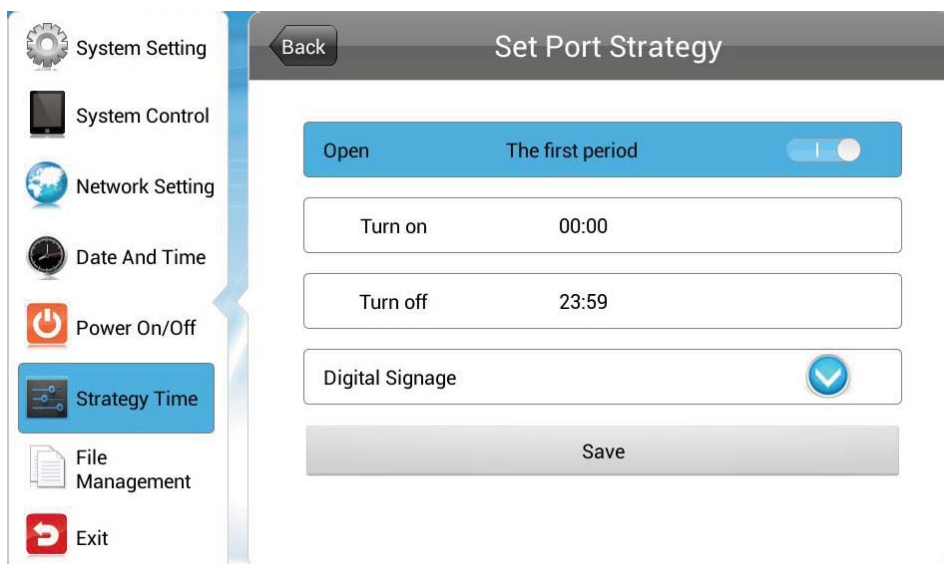 System Setting
System Control
Network Setting
Date And Time
Power On/Off
Strategy Time
File
Management
Exit
Back
Set Port Strategy
Open The first period
Turn on 00:00
Turn off 23:59
Digital Signage
Save